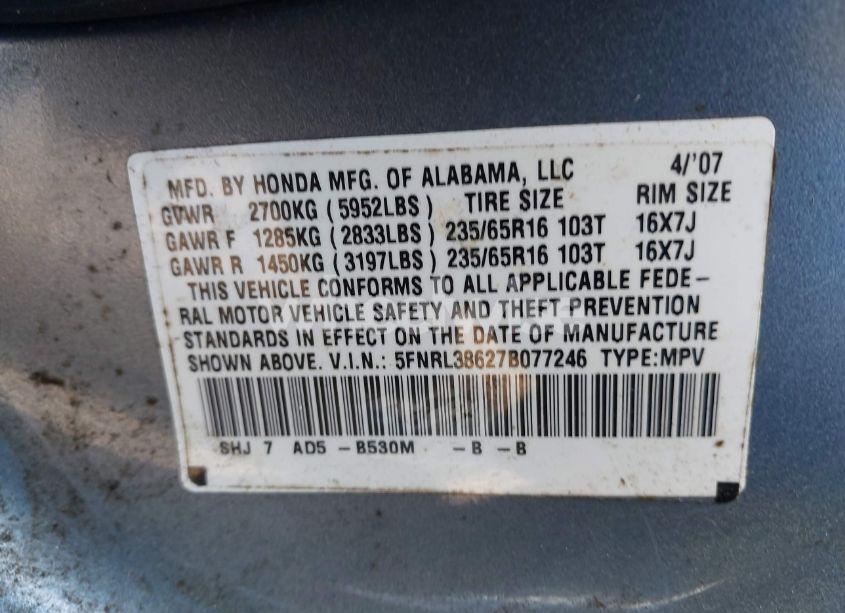 MFD. BY HONDA MFG. OF ALABAMA, LLC 4/'07
GVWR 2700KG (5952LBS) TIRE SIZE RIM SIZE
GAWR F 1285KG (2833LBS) 235/65R16 103T 16X7J
GAWR R 1450KG (3197LBS) 235/65R16 103T 16X7J
THIS VEHICLE CONFORMS TO ALL APPLICABLE FEDE-
RAL MOTOR VEHICLE SAFETY AND THEFT PREVENTION
STANDARDS IN EFFECT ON THE DATE OF MANUFACTURE
SHOWN ABOVE. V.I.N.: 5FNRL38627B077246 TYPE:MPV
SHJ 7 AD5 -B530M -B -B